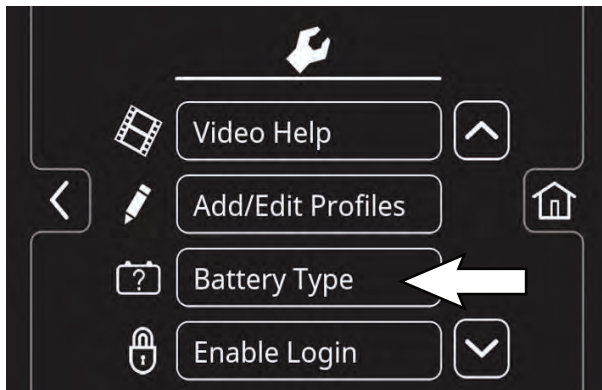 Video Help
Add/Edit Profiles
Battery Type
Enable Login